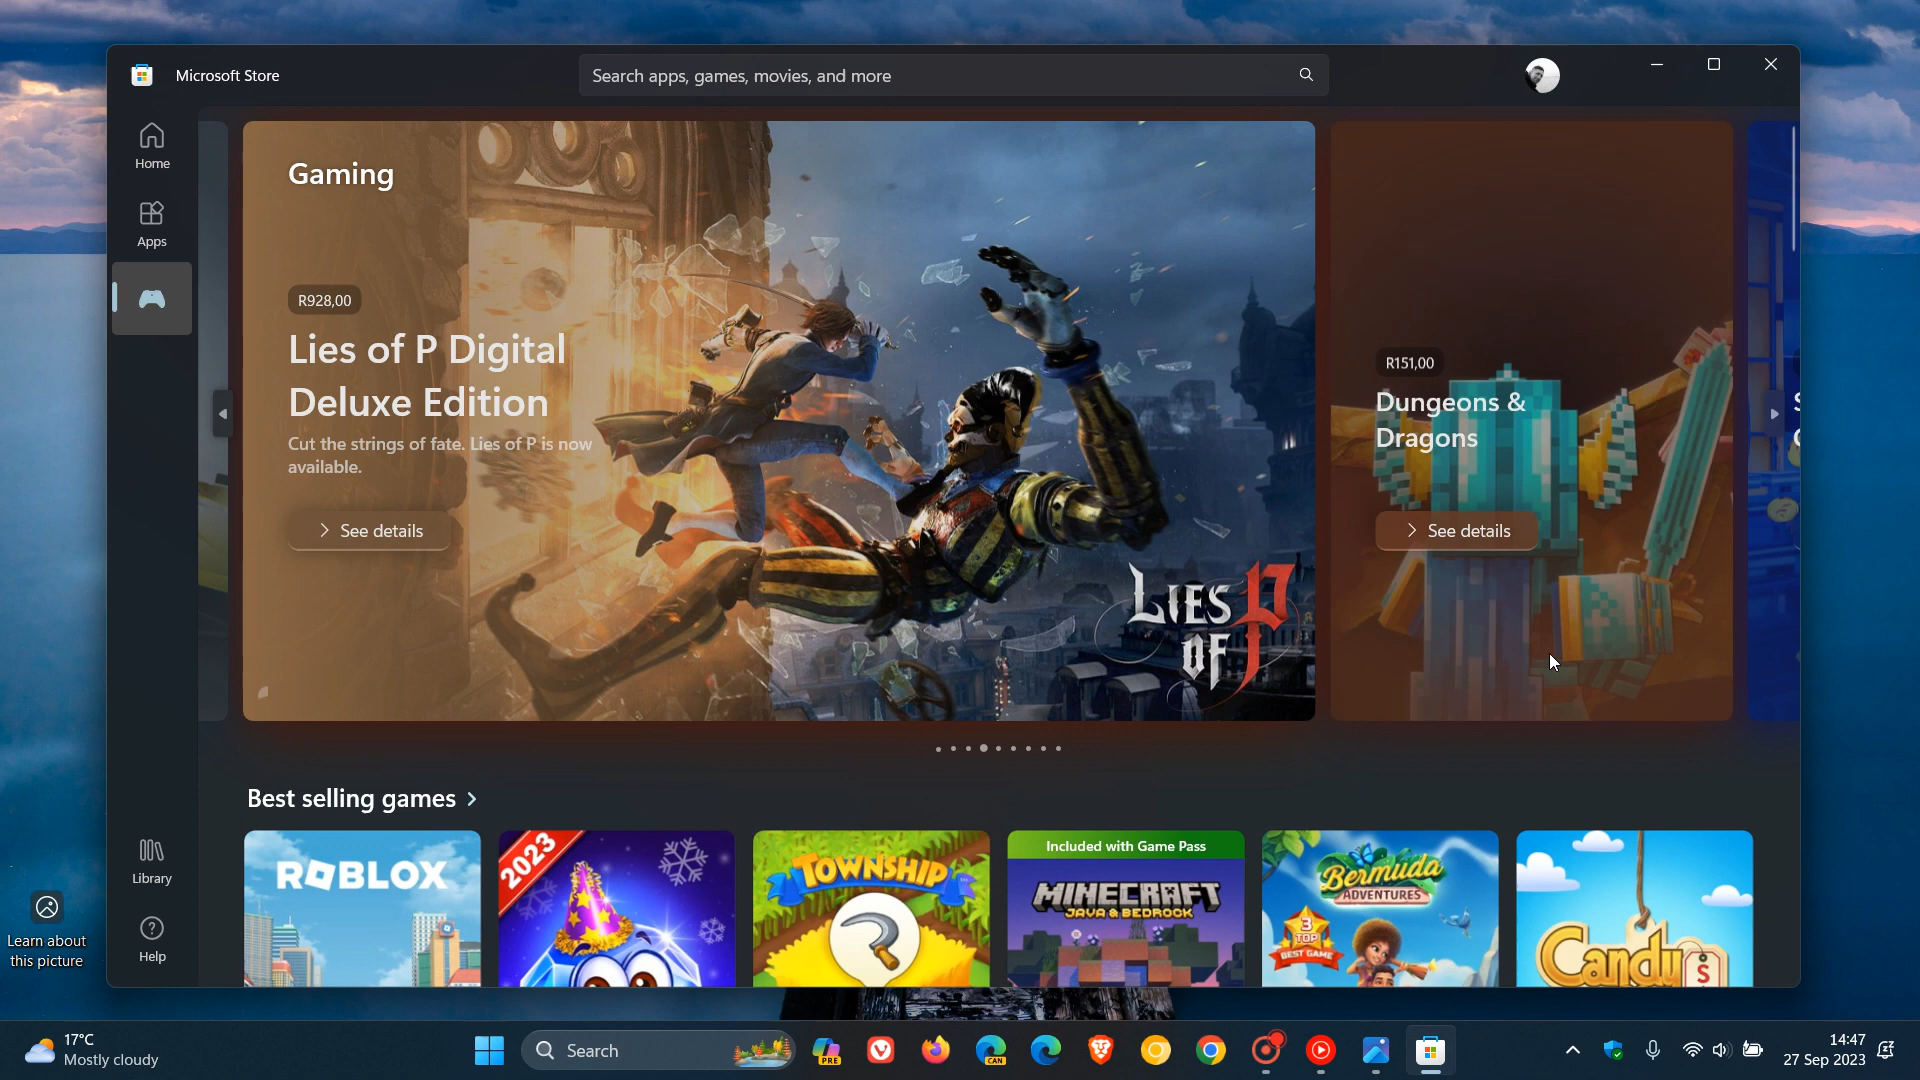 Microsoft Store
Search apps, games, movies, and more
Home
Apps
Library
Help
Gaming
R928,00
Lies of P Digital
Deluxe Edition
Cut the strings of fate. Lies of P is now
available.
See details
LIES
OF P
R151,00
Dungeons &
Dragons
See details
Best selling games
ROBLOX
2023
TOWNSHIP
Included with Game Pass
MINECRAFT
JAVA & BEDROCK
Bermuda
ADVENTURES
3
TOP
BEST GAME
Candy
S
Learn about
this picture
17°C
Mostly cloudy
Search
PRE
CAN
14:47
27 Sep 2023